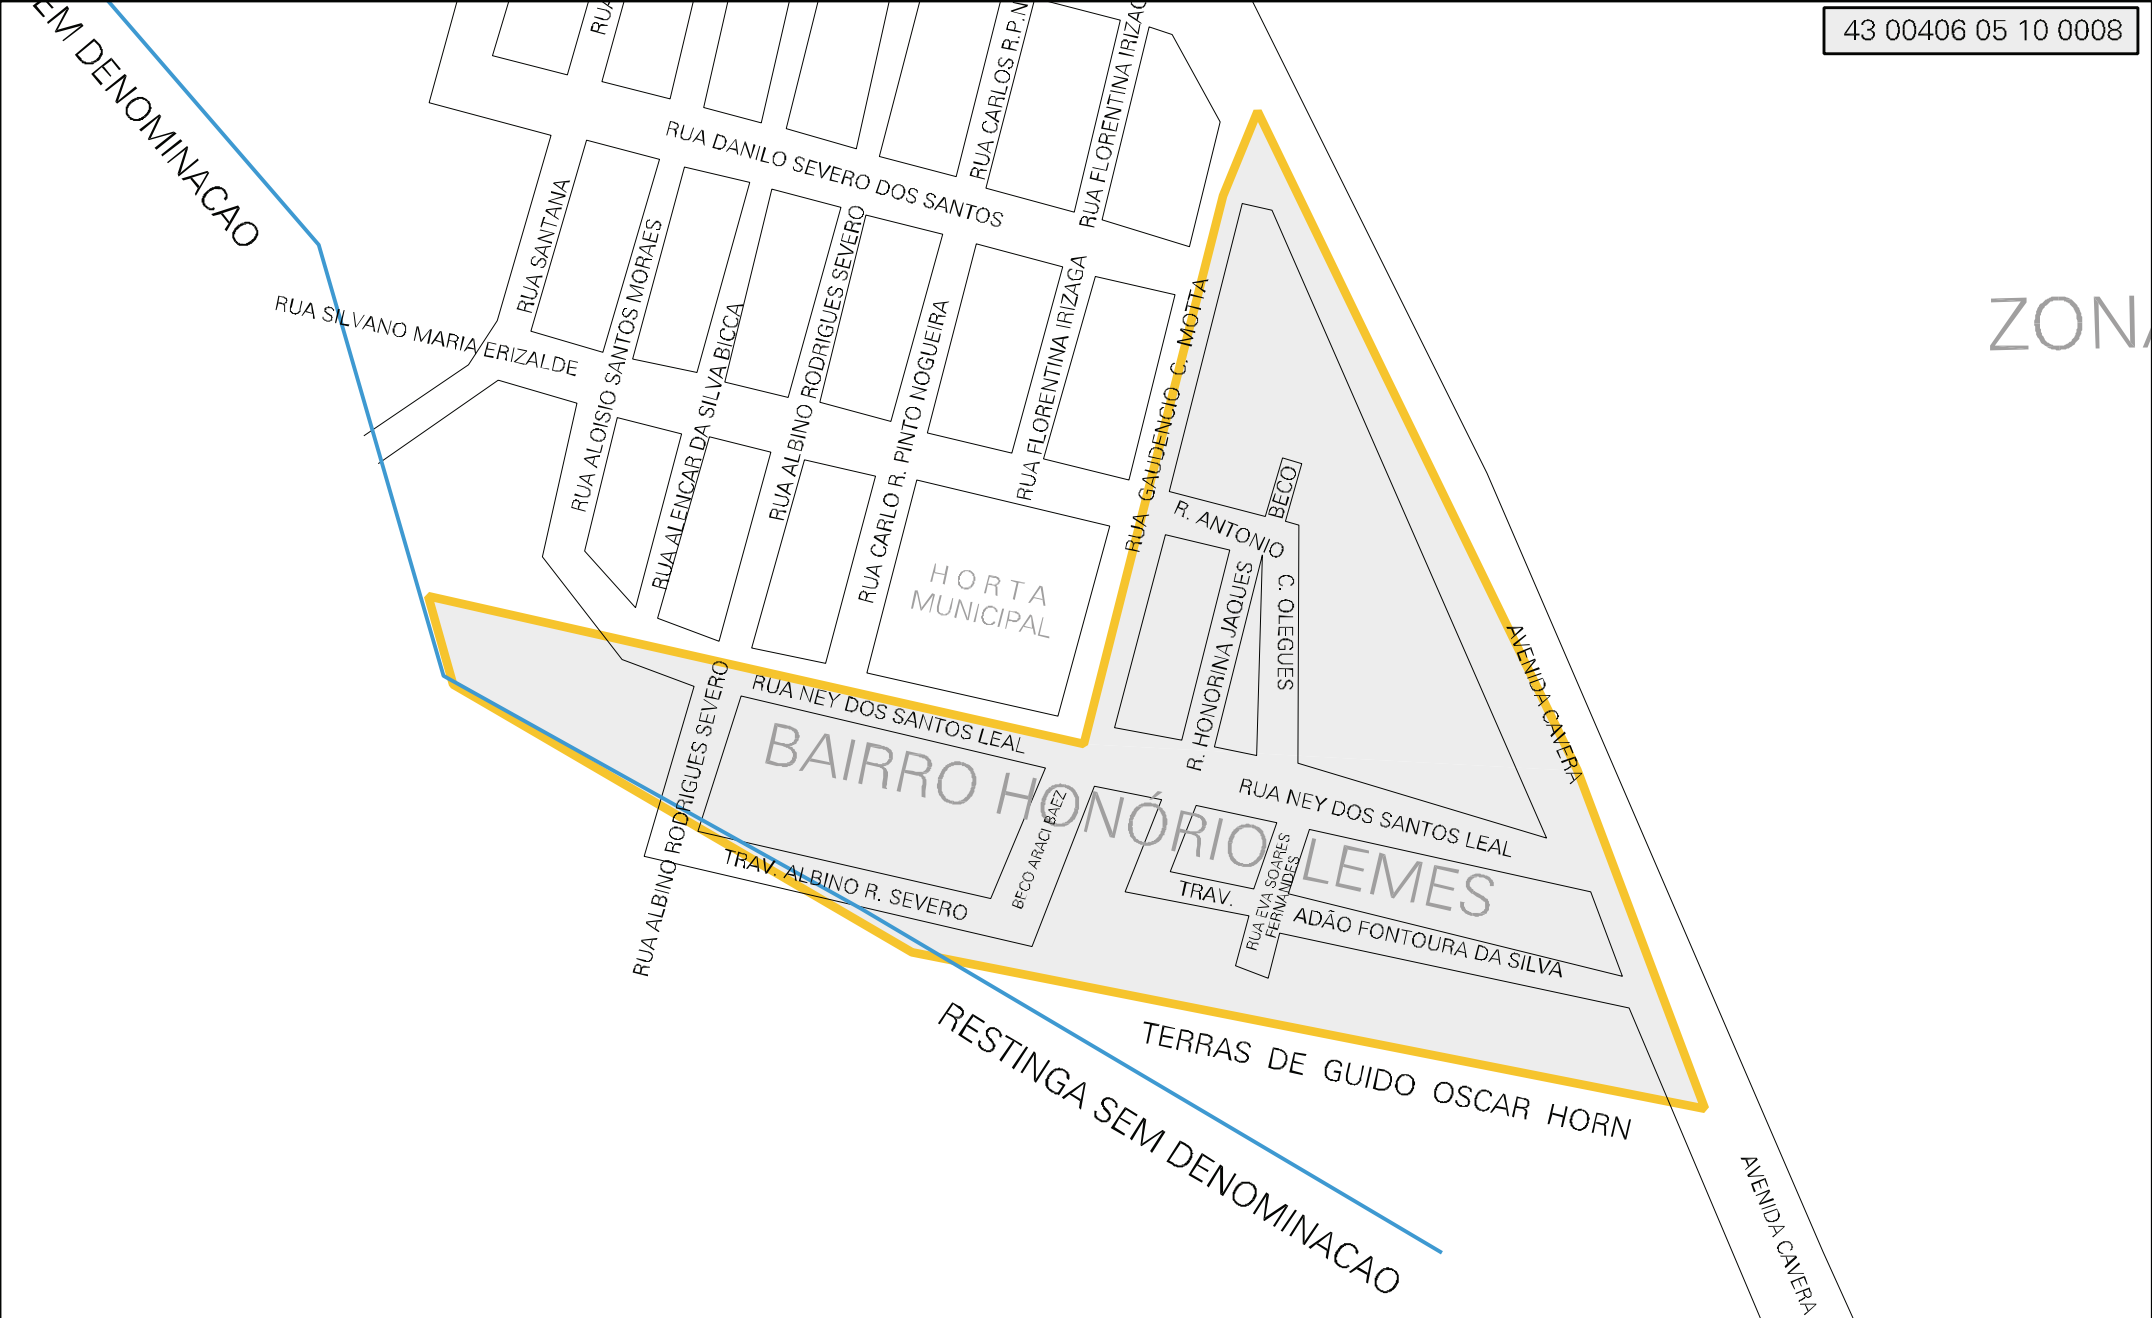 43 00406 05 10 0008
EM DENOMINACAO
RUA
RUA CARLOS R.P.N
RUA FLORENTINA IRIZAG
RUA DANILO SEVERO DOS SANTOS
RUA SANTANA
RUA ALOISIO SANTOS MORAES
RUA SILVANO MARIA ERIZALDE
RUA ALENCAR DA SILVA BICCA
RUA ALBINO RODRIGUES SEVERO
RUA CARLO R. PINTO NOGUEIRA
RUA FLORENTINA IRIZAGA
RUA GAUDENCIO C. MOTTA
ZONA
BECO
R. ANTONIO
C. OLEGUES
R. HONORINA JAQUES
HORTA
MUNICIPAL
AVENIDA CAVERA
RUA NEY DOS SANTOS LEAL
BAIRRO HONÓRIO LEMES
RUA ALBINO RODRIGUES SEVERO
TRAV. ALBINO R. SEVERO
BECO ARACI BAEZ
RUA NEY DOS SANTOS LEAL
RUA EVA SOARES
FERNANDES
TRAV.
ADÃO FONTOURA DA SILVA
TERRAS DE GUIDO OSCAR HORN
RESTINGA SEM DENOMINACAO
AVENIDA CAVERA